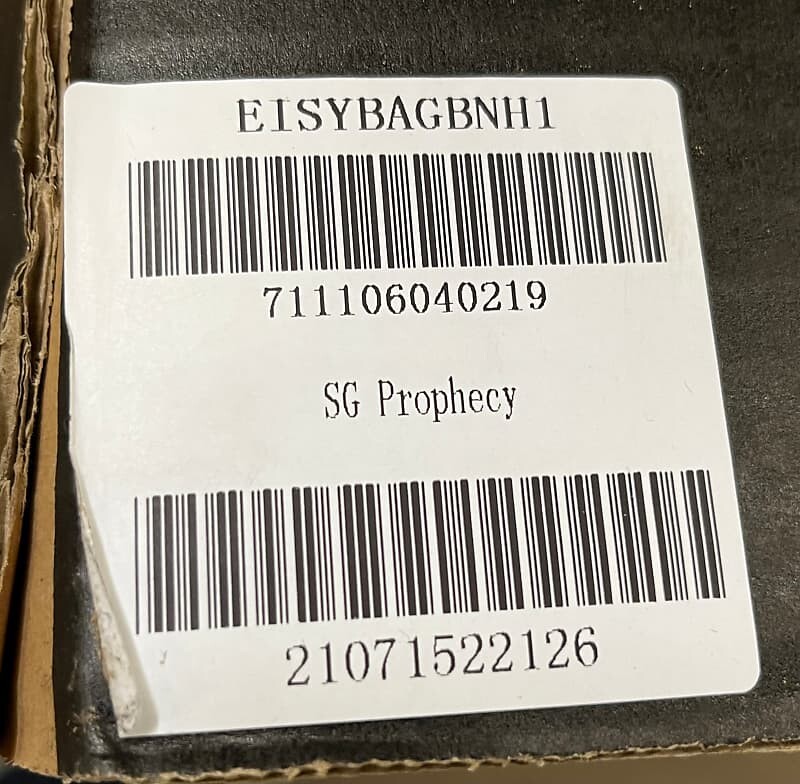 EISYBAGBNH1
711106040219
SG Prophecy
21071522126